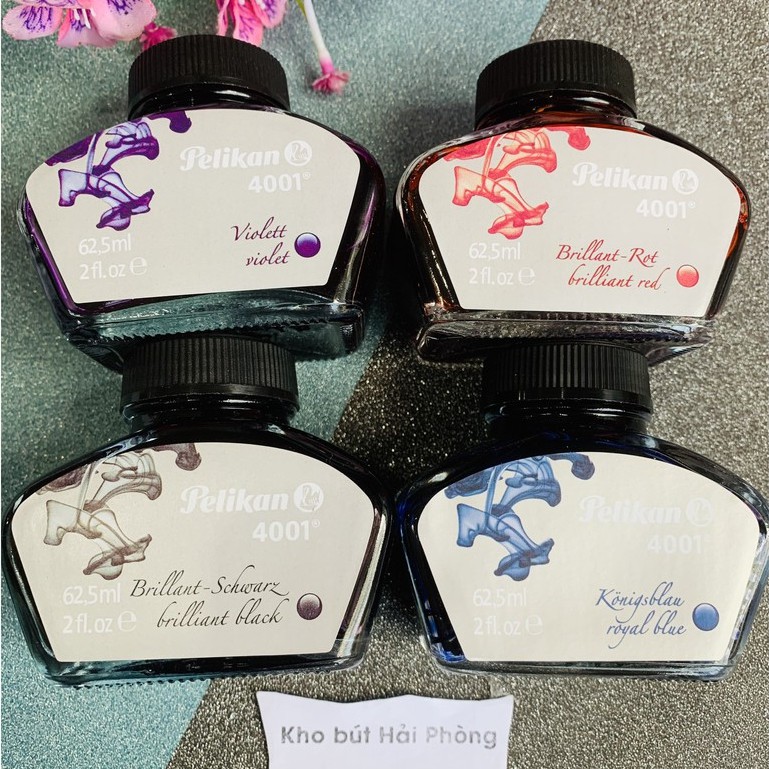 Pelikan
4001®
62,5ml
2 fl. oz ℮
Violett
violet
Pelikan
4001®
62,5ml
2 fl. oz ℮
Brillant-Rot
brilliant red
Pelikan
4001®
62,5ml
2 fl. oz ℮
Brillant-Schwarz
brilliant black
Pelikan
4001®
62,5ml
2 fl. oz ℮
Königsblau
royal blue
Kho bút Hải Phòng